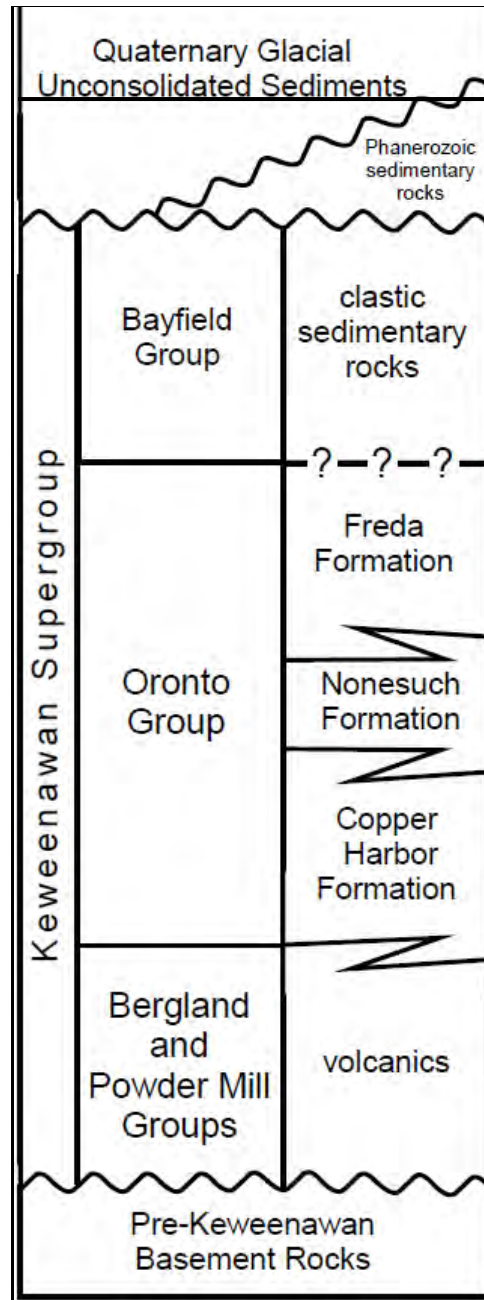 Quaternary Glacial
Unconsolidated Sediments
Phanerozoic
sedimentary
rocks
Keweenawan Supergroup
Bayfield
Group
clastic
sedimentary
rocks
? ? ?
Oronto
Group
Freda
Formation
Nonesuch
Formation
Copper
Harbor
Formation
Bergland
and
Powder Mill
Groups
volcanics
Pre-Keweenawan
Basement Rocks